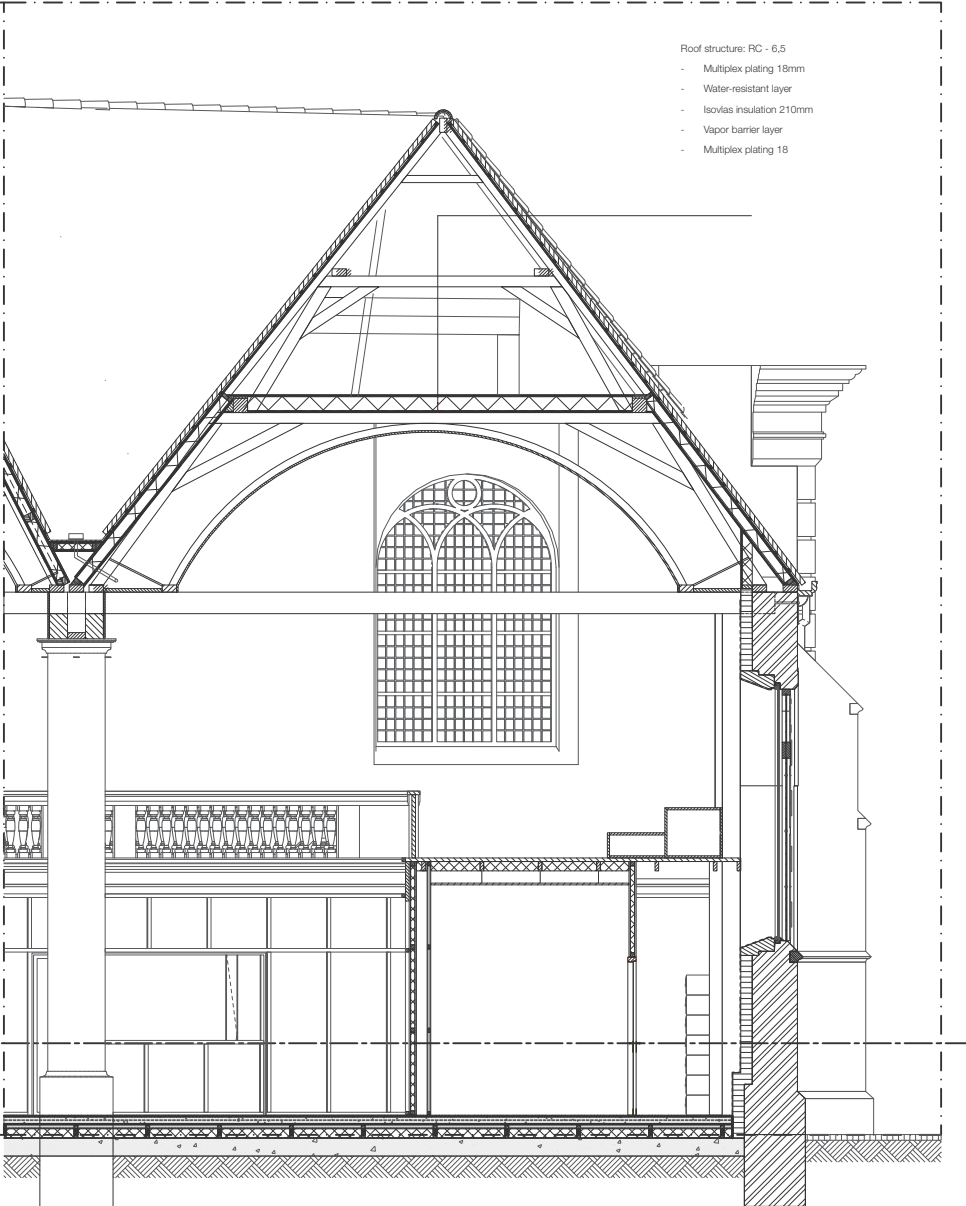 Roof structure: RC - 6,5
- Multiplex plating 18mm
- Water-resistant layer
- Isovlas insulation 210mm
- Vapor barrier layer
- Multiplex plating 18